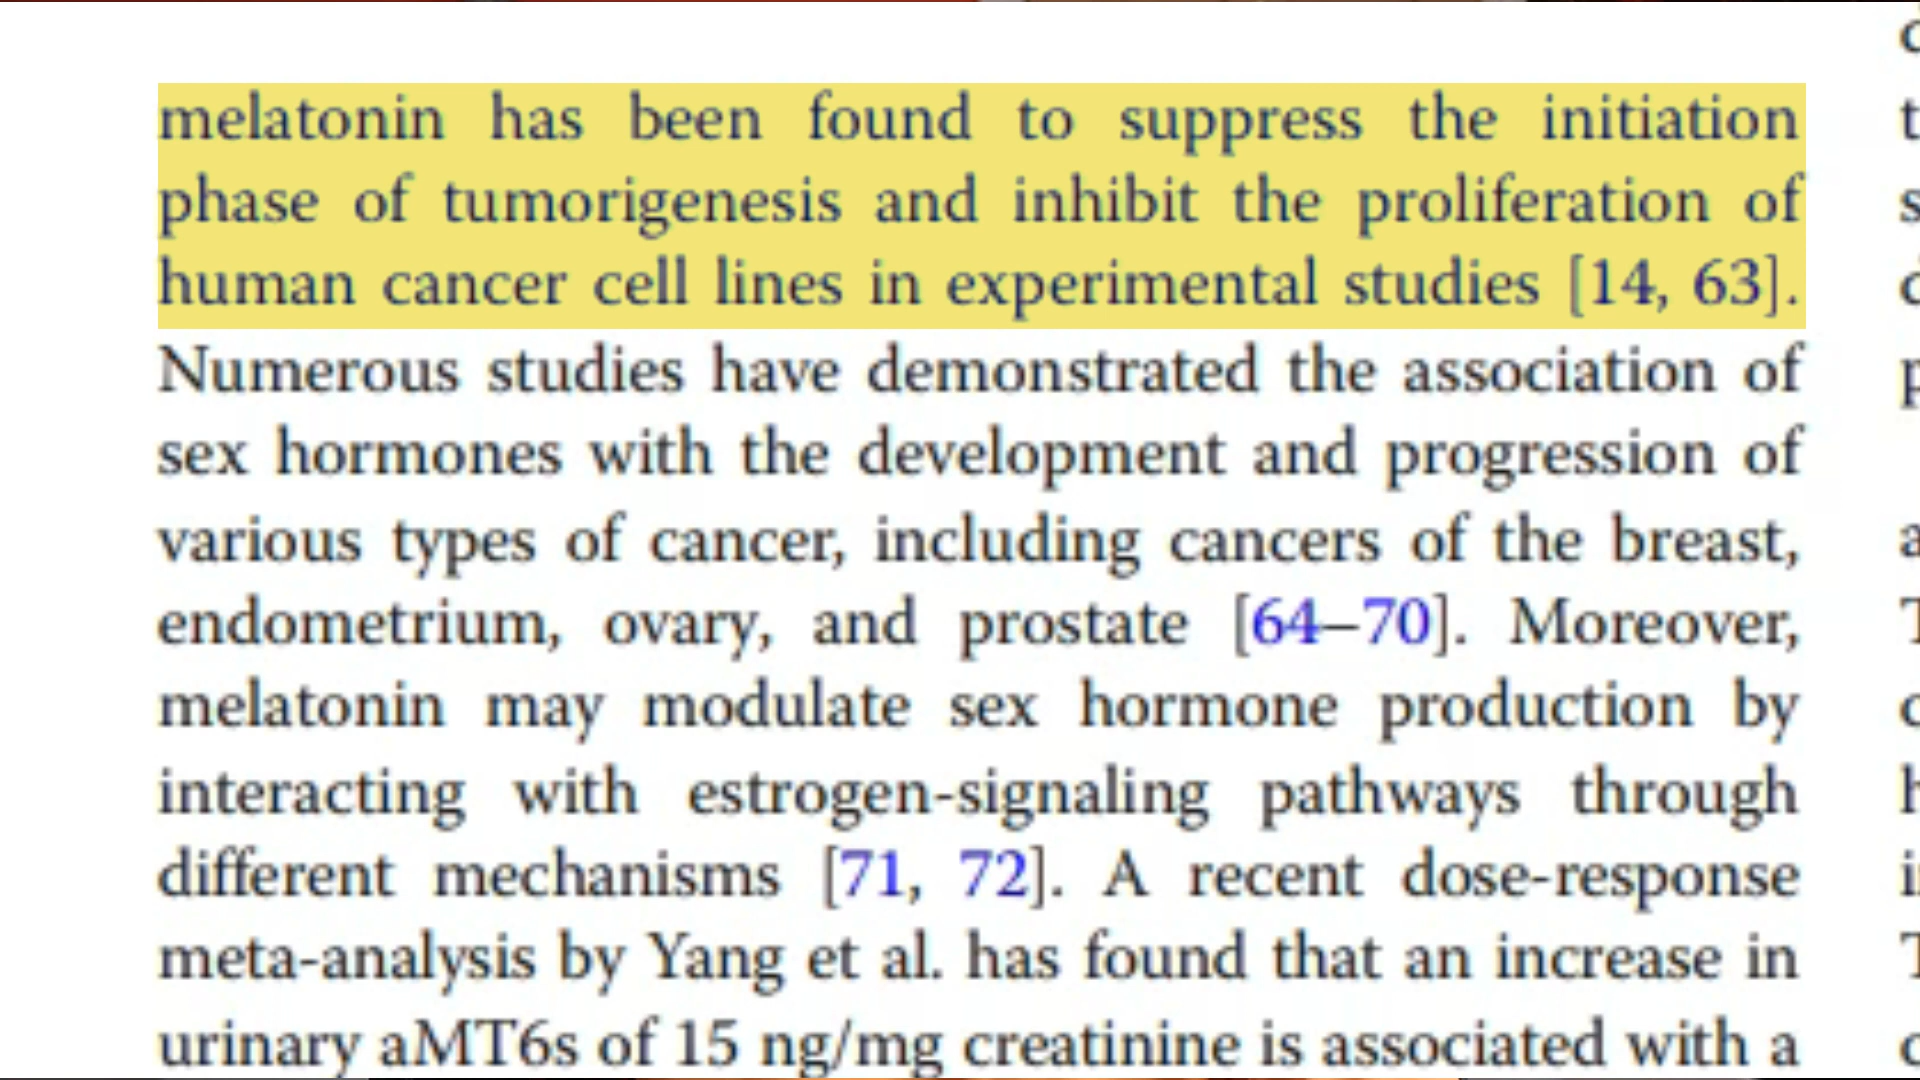 melatonin has been found to suppress the initiation
phase of tumorigenesis and inhibit the proliferation of
human cancer cell lines in experimental studies [14, 63].
Numerous studies have demonstrated the association of
sex hormones with the development and progression of
various types of cancer, including cancers of the breast,
endometrium, ovary, and prostate [64–70]. Moreover,
melatonin may modulate sex hormone production by
interacting with estrogen-signaling pathways through
different mechanisms [71, 72]. A recent dose-response
meta-analysis by Yang et al. has found that an increase in
urinary aMT6s of 15 ng/mg creatinine is associated with a